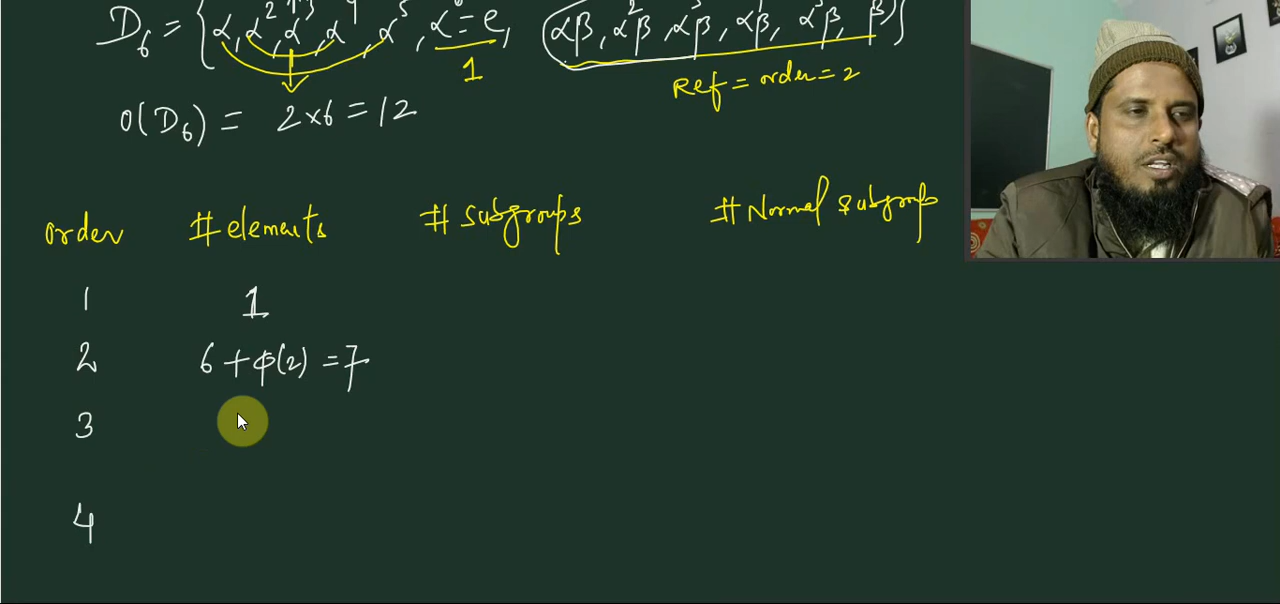 D₆ = {α, α², α³, α⁴, α⁵, α⁶ = e, αβ, α²β, α³β, α⁴β, α⁵β, β}
1
Ref = order = 2
O(D₆) = 2×6 = 12
order # elements # Subgroups # Normal subgroup
1 1
2 6 + φ(2) = 7
3
4